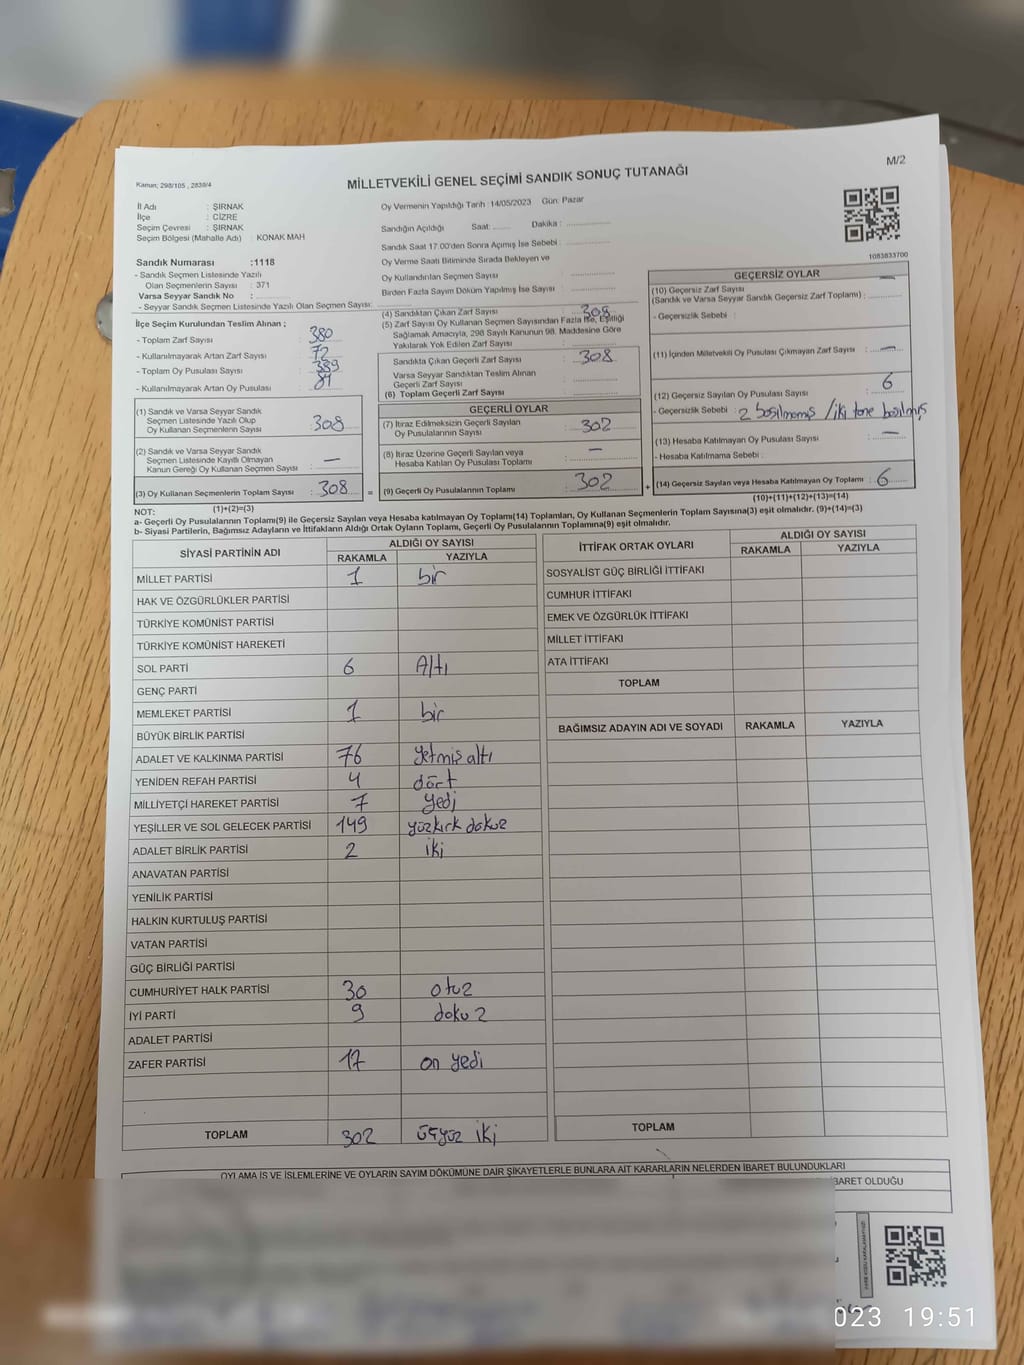 M/2
Kanun; 298/105 , 2839/4
MİLLETVEKİLİ GENEL SEÇİMİ SANDIK SONUÇ TUTANAĞI
İl Adı : ŞIRNAK
İlçe : CİZRE
Seçim Çevresi : ŞIRNAK
Seçim Bölgesi (Mahalle Adı) : KONAK MAH
Sandık Numarası :1118
- Sandık Seçmen Listesinde Yazılı
Olan Seçmenlerin Sayısı : 371
Varsa Seyyar Sandık No :
- Seyyar Sandık Seçmen Listesinde Yazılı Olan Seçmen Sayısı:
Oy Vermenin Yapıldığı Tarih :14/05/2023 Gün: Pazar
Sandığın Açıldığı Saat: Dakika :
Sandık Saat 17.00'den Sonra Açımış İse Sebebi :
Oy Verme Saati Bitiminde Sırada Bekleyen ve
Oy Kullandırılan Seçmen Sayısı
Birden Fazla Sayım Döküm Yapılmış İse Sayısı :
1083833700
İlçe Seçim Kurulundan Teslim Alınan ;
- Toplam Zarf Sayısı : 380
- Kullanılmayarak Artan Zarf Sayısı : 72
- Toplam Oy Pusulası Sayısı : 389
- Kullanılmayarak Artan Oy Pusulası : 81
(1) Sandık ve Varsa Seyyar Sandık
Seçmen Listesinde Yazılı Olup
Oy Kullanan Seçmenlerin Sayısı : 308
(2) Sandık ve Varsa Seyyar Sandık
Seçmen Listesinde Kayıtlı Olmayan
Kanun Gereği Oy Kullanan Seçmen Sayısı : —
(3) Oy Kullanan Seçmenlerin Toplam Sayısı : 308
(4) Sandıktan Çıkan Zarf Sayısı : 308
(5) Zarf Sayısı Oy Kullanan Seçmen Sayısından Fazla İse, Eşitliği
Sağlamak Amacıyla, 298 Sayılı Kanunun 98. Maddesine Göre
Yakılarak Yok Edilen Zarf Sayısı :
Sandıkta Çıkan Geçerli Zarf Sayısı : 308
Varsa Seyyar Sandıktan Teslim Alınan
Geçerli Zarf Sayısı
(6) Toplam Geçerli Zarf Sayısı :
GEÇERLİ OYLAR
(7) İtiraz Edilmeksizin Geçerli Sayılan
Oy Pusulalarının Sayısı : 302
(8) İtiraz Üzerine Geçerli Sayılan veya
Hesaba Katılan Oy Pusulası Toplamı : —
= (9) Geçerli Oy Pusulalarının Toplamı : 302 +
GEÇERSİZ OYLAR
(10) Geçersiz Zarf Sayısı
(Sandık ve Varsa Seyyar Sandık Geçersiz Zarf Toplamı) : —
- Geçersizlik Sebebi :
(11) İçinden Milletvekili Oy Pusulası Çıkmayan Zarf Sayısı : —
(12) Geçersiz Sayılan Oy Pusulası Sayısı : 6
- Geçersizlik Sebebi : 2 basılmamış / iki tane basılmış
(13) Hesaba Katılmayan Oy Pusulası Sayısı : —
- Hesaba Katılmama Sebebi :
(14) Geçersiz Sayılan veya Hesaba Katılmayan Oy Toplamı : 6
NOT: (1)+(2)=(3) (10)+(11)+(12)+(13)=(14)
a- Geçerli Oy Pusulaları Toplamı(9) ile Geçersiz Sayılan veya Hesaba katılmayan Oy Toplamı(14) Toplamları, Oy Kullanan Seçmenlerin Toplam Sayısına(3) eşit olmalıdır. (9)+(14)=(3)
b- Siyasi Partilerin, Bağımsız Adayların ve İttifakların Aldığı Ortak Oyların Toplamı, Geçerli Oy Pusulalarının Toplamına(9) eşit olmalıdır.
SİYASİ PARTİNİN ADI ALDIĞI OY SAYISI
RAKAMLA YAZIYLA
MİLLET PARTİSİ 1 bir
HAK VE ÖZGÜRLÜKLER PARTİSİ
TÜRKİYE KOMÜNİST PARTİSİ
TÜRKİYE KOMÜNİST HAREKETİ
SOL PARTİ 6 Altı
GENÇ PARTİ
MEMLEKET PARTİSİ 1 bir
BÜYÜK BİRLİK PARTİSİ
ADALET VE KALKINMA PARTİSİ 76 yetmiş altı
YENİDEN REFAH PARTİSİ 4 dört
MİLLİYETÇİ HAREKET PARTİSİ 7 yedi
YEŞİLLER VE SOL GELECEK PARTİSİ 149 yüzkırk dokuz
ADALET BİRLİK PARTİSİ 2 iki
ANAVATAN PARTİSİ
YENİLİK PARTİSİ
HALKIN KURTULUŞ PARTİSİ
VATAN PARTİSİ
GÜÇ BİRLİĞİ PARTİSİ
CUMHURİYET HALK PARTİSİ 30 otuz
İYİ PARTİ 9 dokuz
ADALET PARTİSİ
ZAFER PARTİSİ 17 on yedi
TOPLAM 302 üçyüz iki
İTTİFAK ORTAK OYLARI ALDIĞI OY SAYISI
RAKAMLA YAZIYLA
SOSYALİST GÜÇ BİRLİĞİ İTTİFAKI
CUMHUR İTTİFAKI
EMEK VE ÖZGÜRLÜK İTTİFAKI
MİLLET İTTİFAKI
ATA İTTİFAKI
TOPLAM
BAĞIMSIZ ADAYIN ADI VE SOYADI RAKAMLA YAZIYLA
TOPLAM
OYLAMA İŞ VE İŞLEMLERİNE VE OYLARIN SAYIM DÖKÜMÜNE DAİR ŞİKAYETLERLE BUNLARA AİT KARARLARIN NELERDEN İBARET BULUNDUKLARI
BARET OLDUĞU
023 19:51